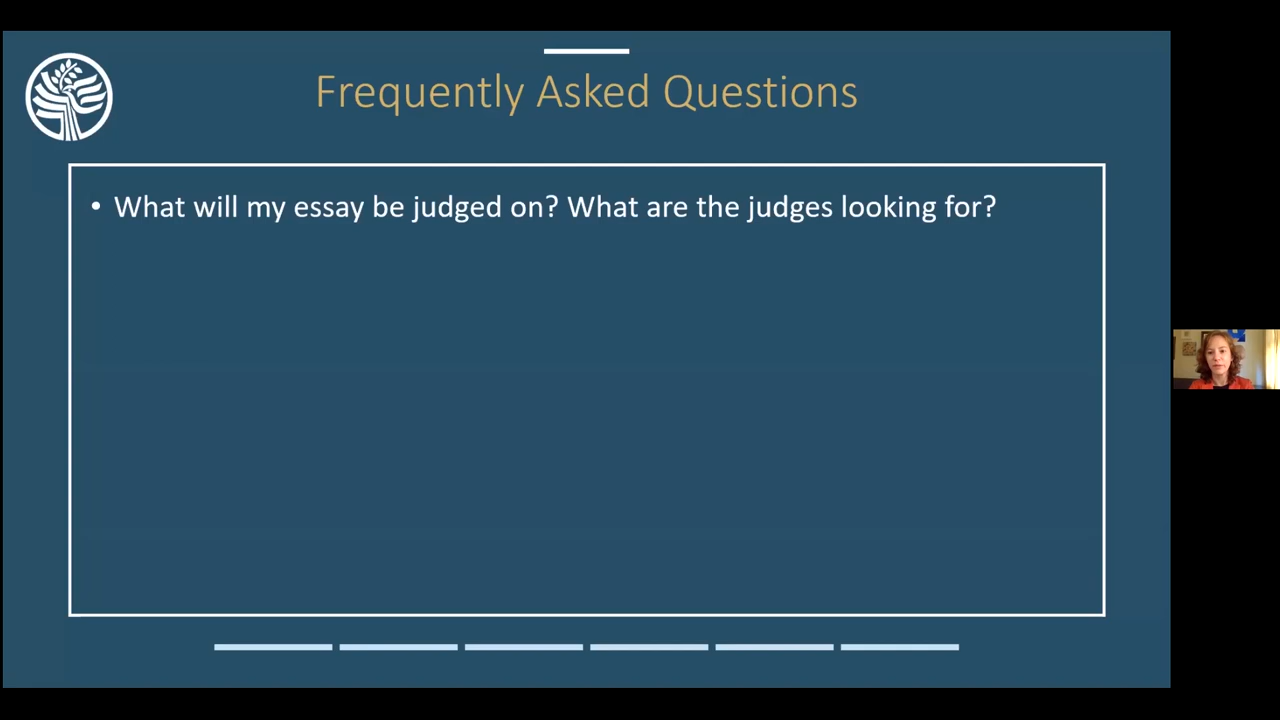 Frequently Asked Questions
• What will my essay be judged on? What are the judges looking for?